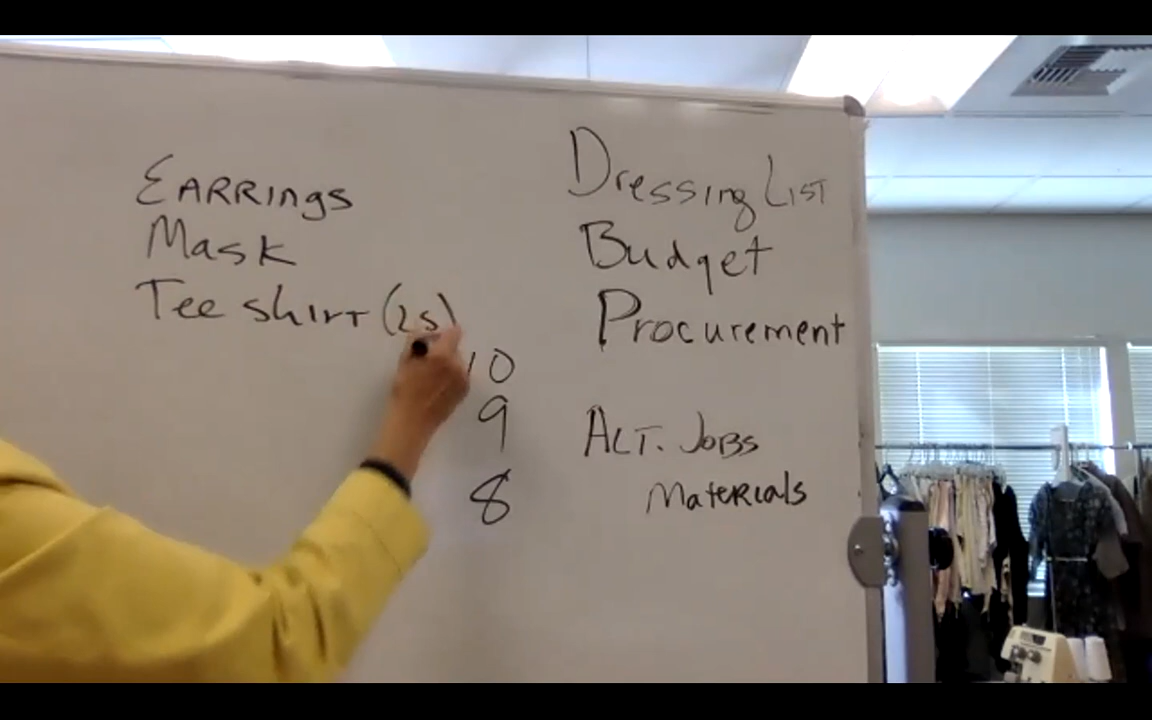 EARRINgs
Mask
Tee shirt (2s)
10
9
8
Dressing LIST
Budget
Procurement
ALT. JOBS
Materials